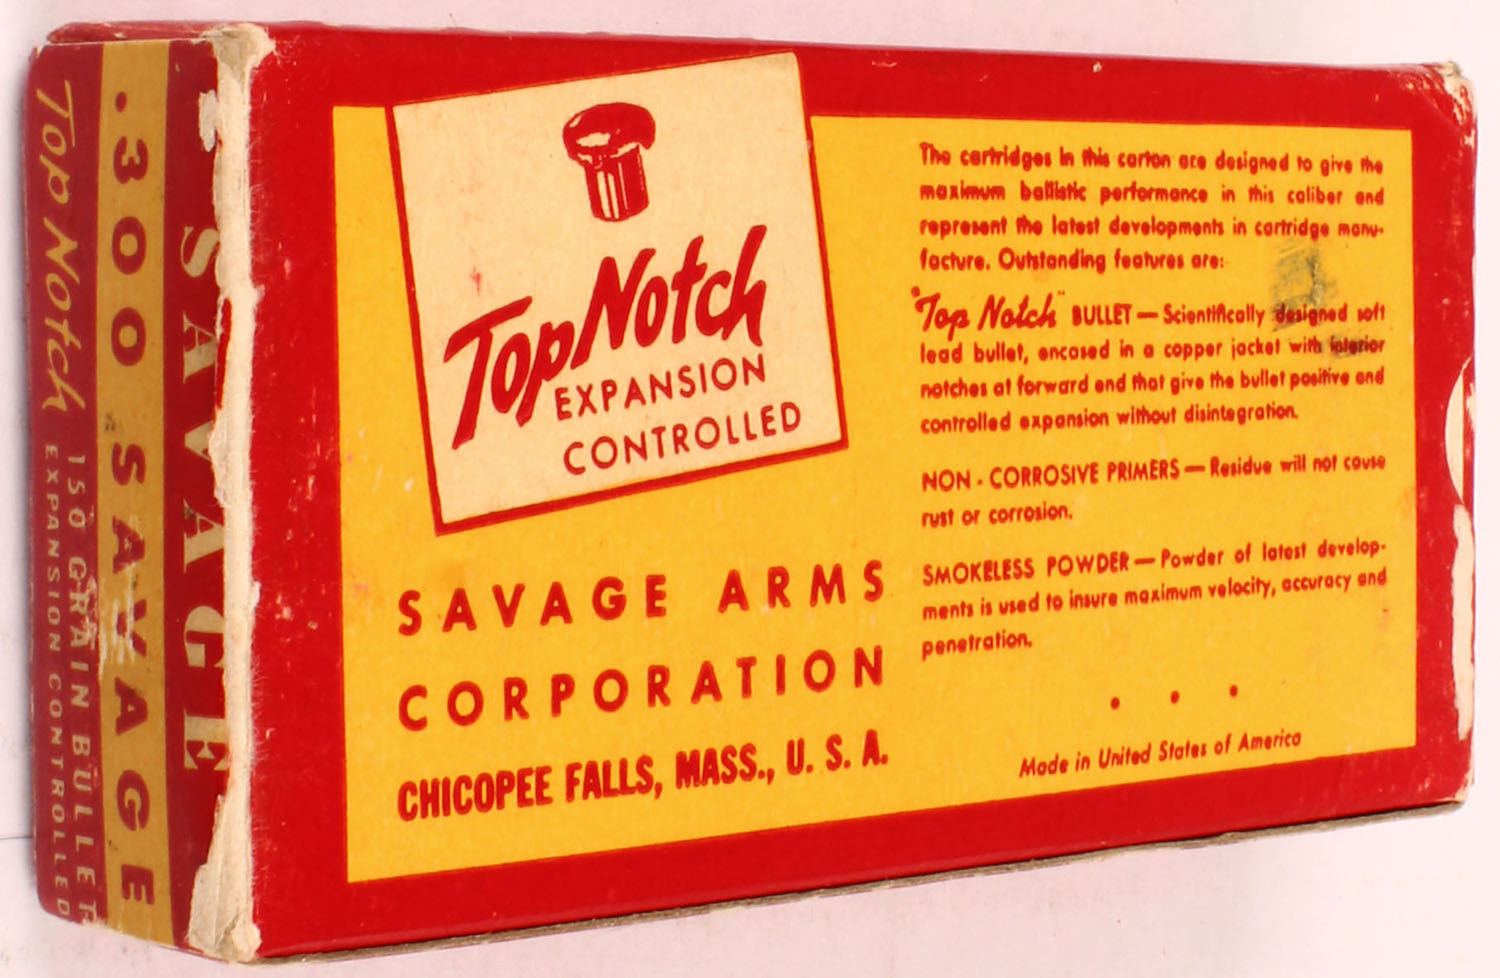 SAVAGE
.300 SAVAGE
Top Notch 150 GRAIN BULLET
EXPANSION CONTROLLED
Top Notch
EXPANSION
CONTROLLED
SAVAGE ARMS
CORPORATION
CHICOPEE FALLS, MASS., U. S. A.
The cartridges in this carton are designed to give the
maximum ballistic performance in this caliber and
represent the latest developments in cartridge manu-
facture. Outstanding features are:
"Top Notch" BULLET — Scientifically designed soft
lead bullet, encased in a copper jacket with interior
notches at forward end that give the bullet positive and
controlled expansion without disintegration.
NON - CORROSIVE PRIMERS — Residue will not cause
rust or corrosion.
SMOKELESS POWDER — Powder of latest develop-
ments is used to insure maximum velocity, accuracy and
penetration.
. . .
Made in United States of America